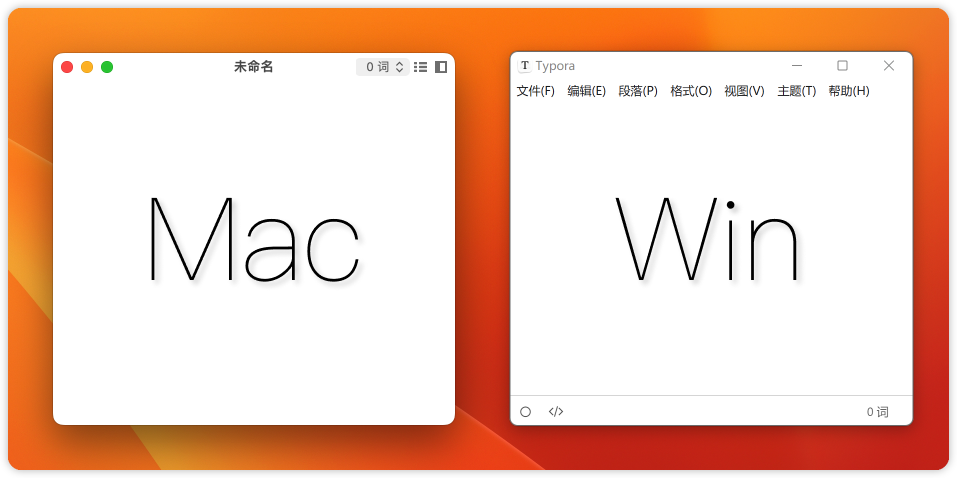 未命名
0 词
Mac
T Typora
文件(F) 编辑(E) 段落(P) 格式(O) 视图(V) 主题(T) 帮助(H)
Win
</>
0 词